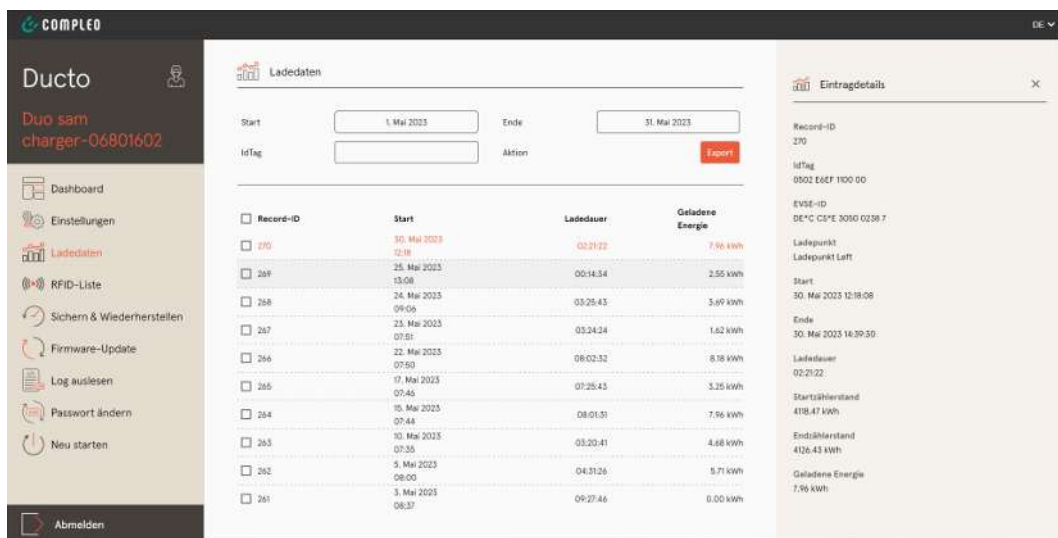 COMPLEO
DE
Ducto
Duo sam
charger-06801602
Dashboard
Einstellungen
Ladedaten
RFID-Liste
Sichern & Wiederherstellen
Firmware-Update
Log auslesen
Passwort ändern
Neu starten
Abmelden
Ladedaten
Start 1. Mai 2023 Ende 31. Mai 2023
IdTag Aktion Export
Record-ID Start Ladedauer Geladene
Energie
270 30. Mai 2023 02:21:22 7.96 kWh
12:18
269 25. Mai 2023 00:14:34 2.55 kWh
13:08
268 24. Mai 2023 03:25:43 3.69 kWh
09:06
267 23. Mai 2023 03:24:24 1.62 kWh
07:51
266 22. Mai 2023 08:02:32 8.18 kWh
07:50
265 17. Mai 2023 07:25:43 3.25 kWh
07:46
264 15. Mai 2023 08:01:31 7.96 kWh
07:44
263 10. Mai 2023 03:20:41 4.68 kWh
07:35
262 5. Mai 2023 04:31:26 5.71 kWh
08:00
261 3. Mai 2023 09:27:46 0.00 kWh
08:37
Eintragdetails
Record-ID
270
IdTag
0502 E6EF 1100 00
EVSE-ID
DE*C CS*E 3050 0238 7
Ladepunkt
Ladepunkt Left
Start
30. Mai 2023 12:18:08
Ende
30. Mai 2023 14:39:30
Ladedauer
02:21:22
Startzählerstand
4118.47 kWh
Endzählerstand
4126.43 kWh
Geladene Energie
7.96 kWh